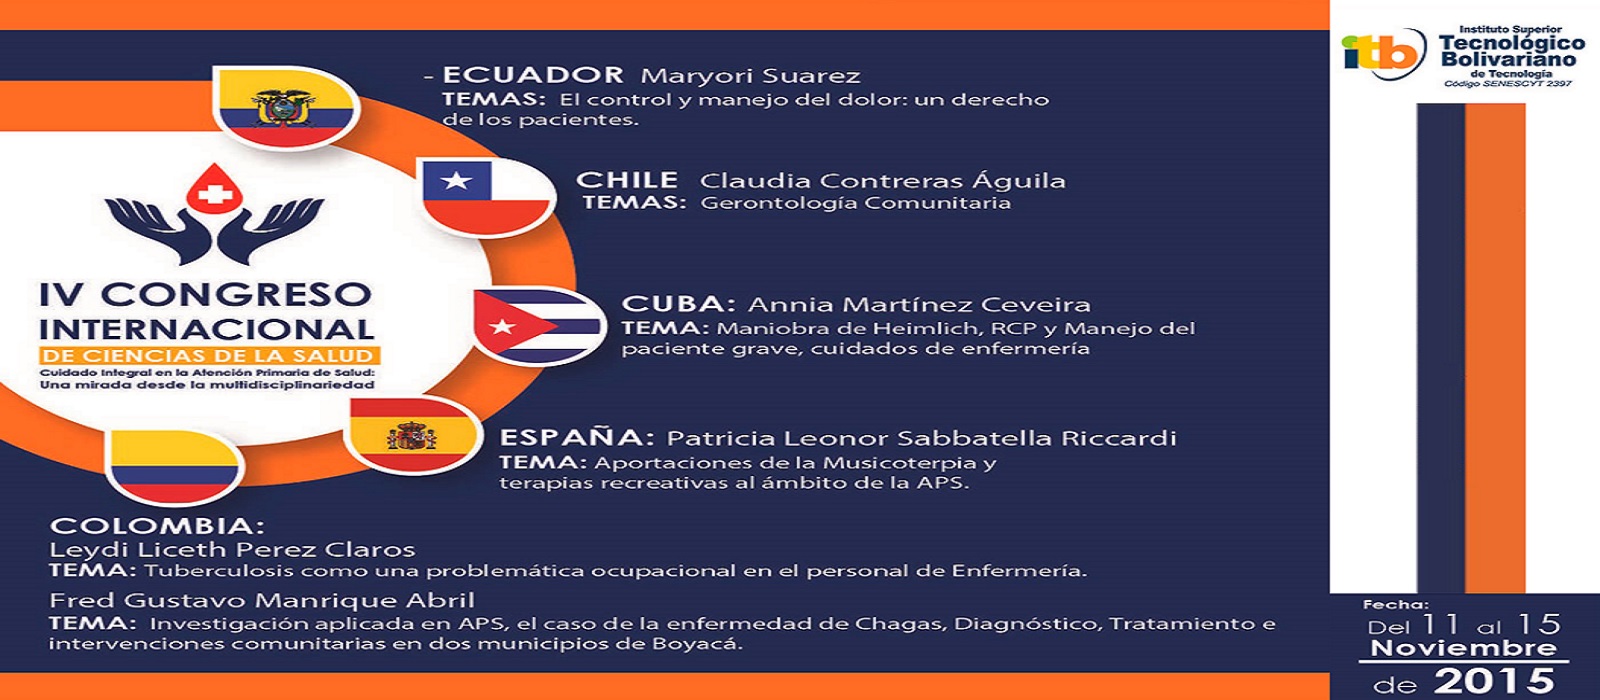 - ECUADOR Maryori Suarez
TEMAS: El control y manejo del dolor: un derecho
de los pacientes.
CHILE Claudia Contreras Águila
TEMAS: Gerontología Comunitaria
CUBA: Annia Martínez Ceveira
TEMA: Maniobra de Heimlich, RCP y Manejo del
paciente grave, cuidados de enfermería
IV CONGRESO
INTERNACIONAL
DE CIENCIAS DE LA SALUD
Cuidado Integral en la Atención Primaria de Salud:
Una mirada desde la multidisciplinariedad
ESPAÑA: Patricia Leonor Sabbatella Riccardi
TEMA: Aportaciones de la Musicoterpia y
terapias recreativas al ámbito de la APS.
COLOMBIA:
Leydi Liceth Perez Claros
TEMA: Tuberculosis como una problemática ocupacional en el personal de Enfermería.
Fred Gustavo Manrique Abril
TEMA: Investigación aplicada en APS, el caso de la enfermedad de Chagas, Diagnóstico, Tratamiento e
intervenciones comunitarias en dos municipios de Boyacá.
itb
Instituto Superior
Tecnológico
Bolivariano
de Tecnología
Código SENESCYT 2397
Fecha:
Del 11 al 15
Noviembre
de 2015